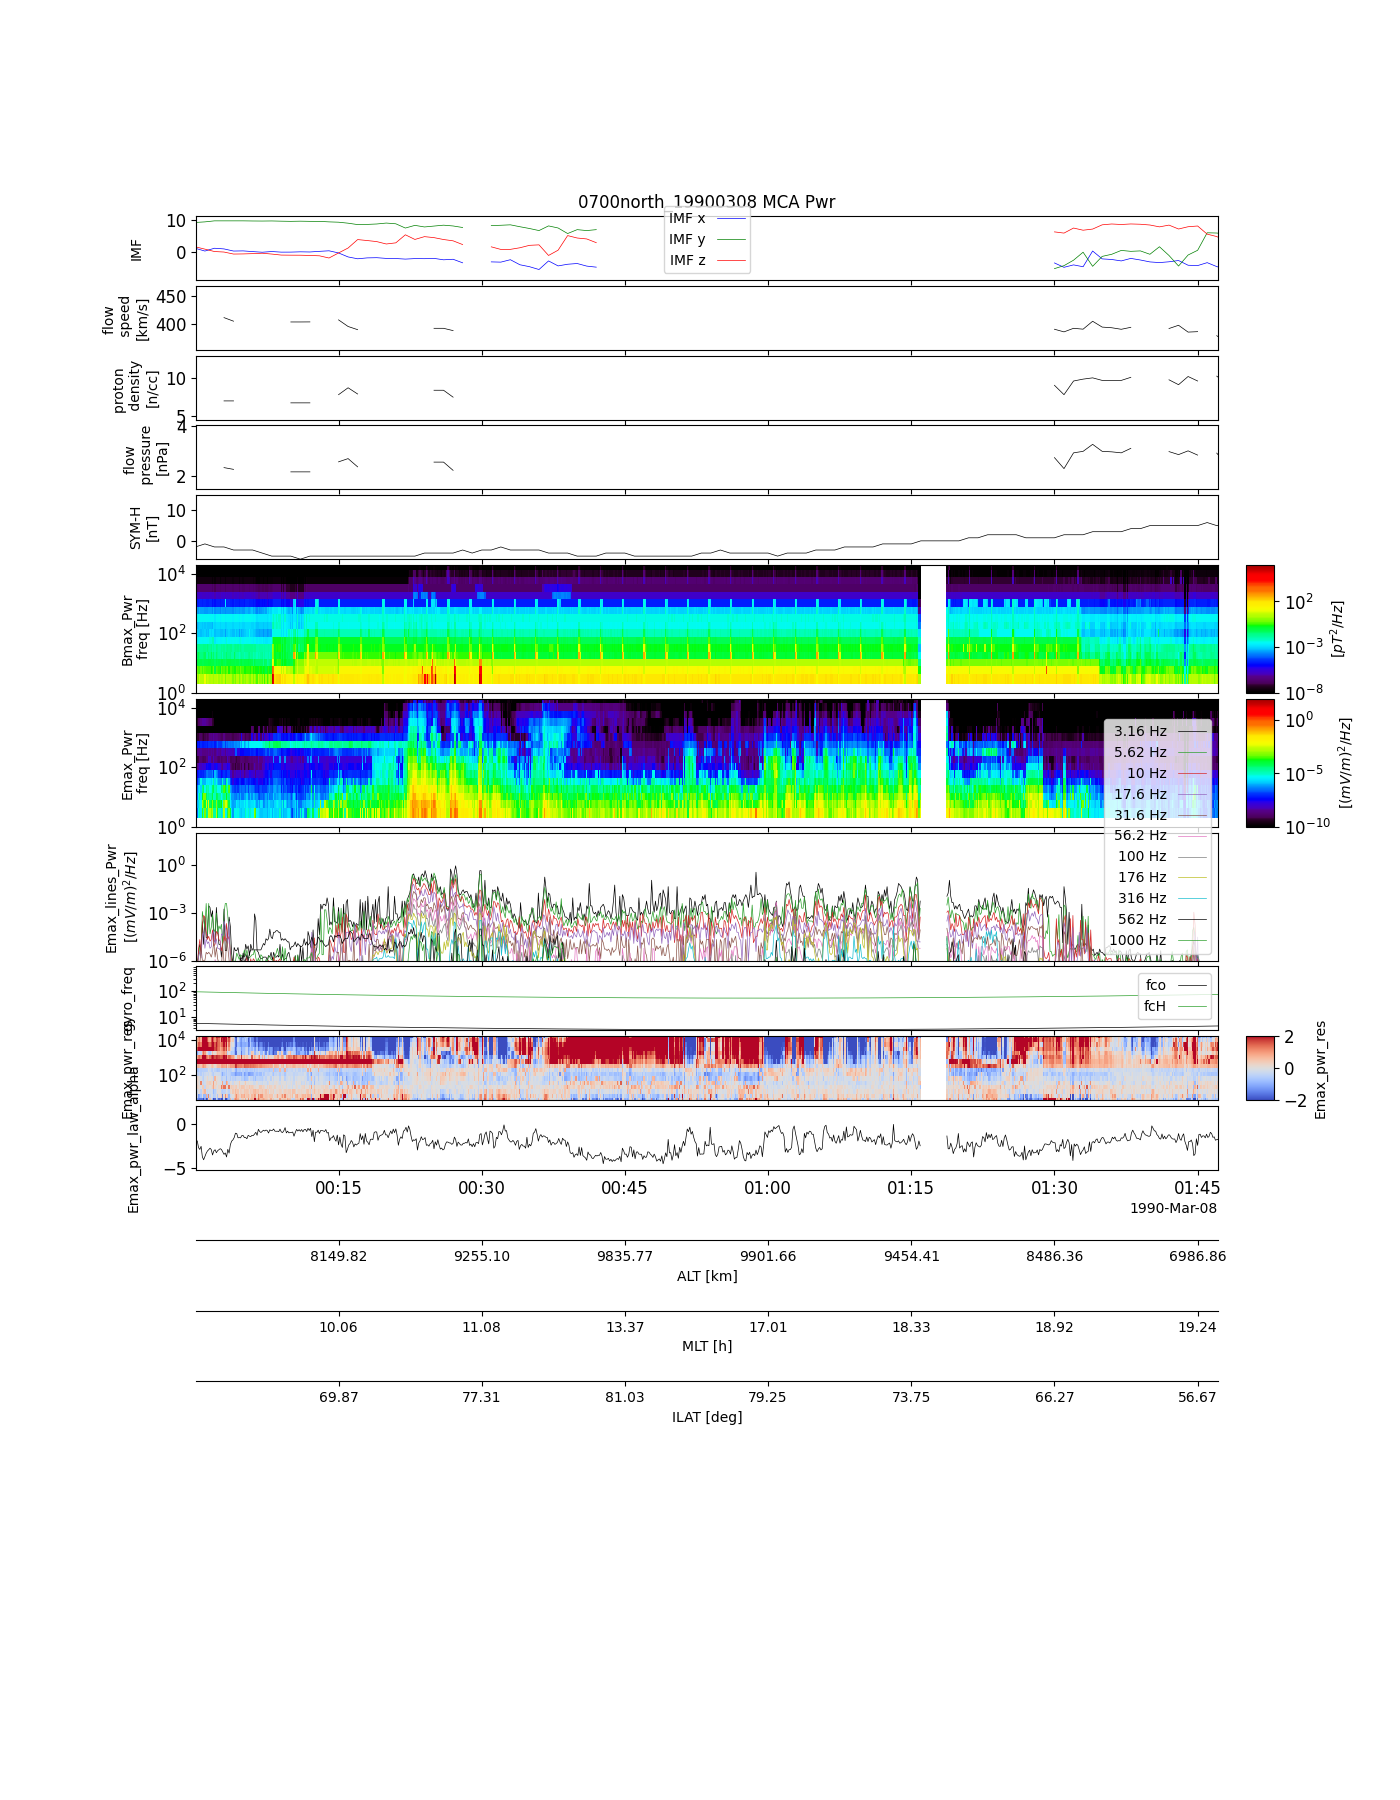 0700north_19900308 MCA Pwr
10
0
IMF
IMF x
IMF y
IMF z
450
400
flow
speed
[km/s]
10
5
proton
density
[n/cc]
4
2
flow
pressure
[nPa]
10
0
SYM-H
[nT]
10^4
10^2
10^0
Bmax_Pwr
freq [Hz]
10^2
10^-3
10^-8
[pT^2/Hz]
10^4
10^2
10^0
Emax_Pwr
freq [Hz]
10^0
10^-5
10^-10
[(mV/m)^2/Hz]
3.16 Hz
5.62 Hz
10 Hz
17.6 Hz
31.6 Hz
56.2 Hz
100 Hz
176 Hz
316 Hz
562 Hz
1000 Hz
10^0
10^-3
10^-6
Emax_lines_Pwr
[(mV/m)^2/Hz]
10^2
10^1
gyro_freq
fco
fcH
10^4
10^2
Emax_pwr_res
2
0
−2
Emax_pwr_res
0
−5
Emax_pwr_law_alpha
00:15 00:30 00:45 01:00 01:15 01:30 01:45
1990-Mar-08
8149.82 9255.10 9835.77 9901.66 9454.41 8486.36 6986.86
ALT [km]
10.06 11.08 13.37 17.01 18.33 18.92 19.24
MLT [h]
69.87 77.31 81.03 79.25 73.75 66.27 56.67
ILAT [deg]